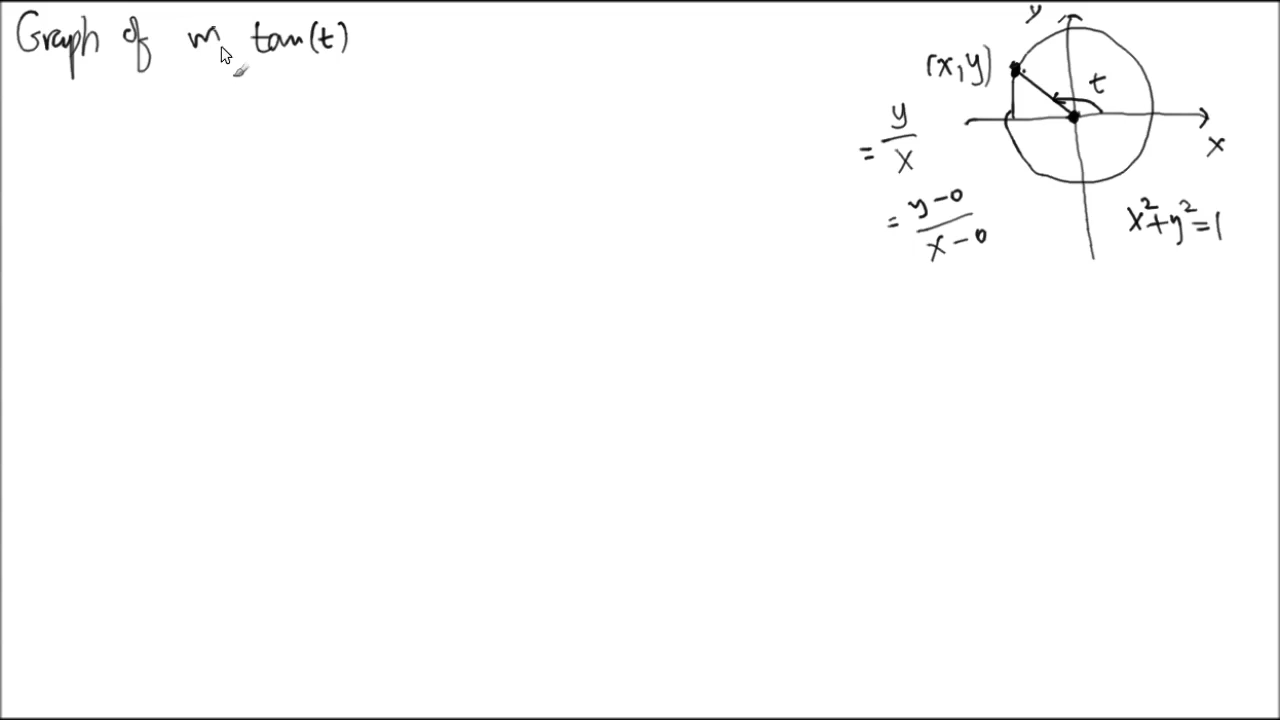 Graph of m tan(t)
y
(x,y)
t
= y/x
x
= y-0/x-0
x²+y²=1